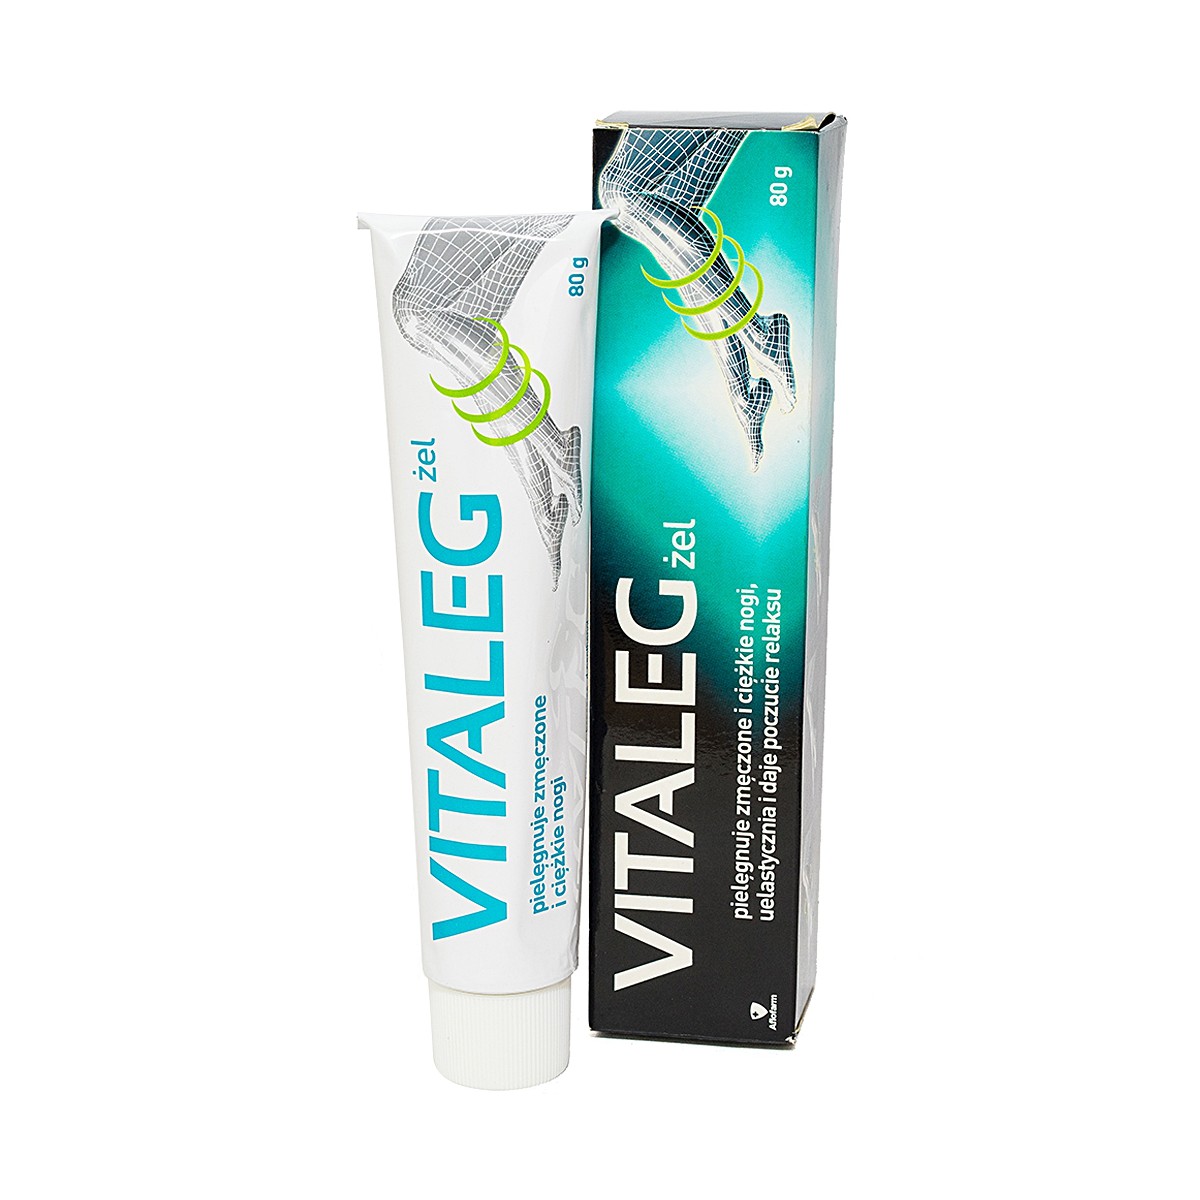 VITALEG żel
pielęgnuje zmęczone
i ciężkie nogi
80 g
VITALEG żel
pielęgnuje zmęczone i ciężkie nogi,
uelastycznia i daje poczucie relaksu
80 g
Aflofarm